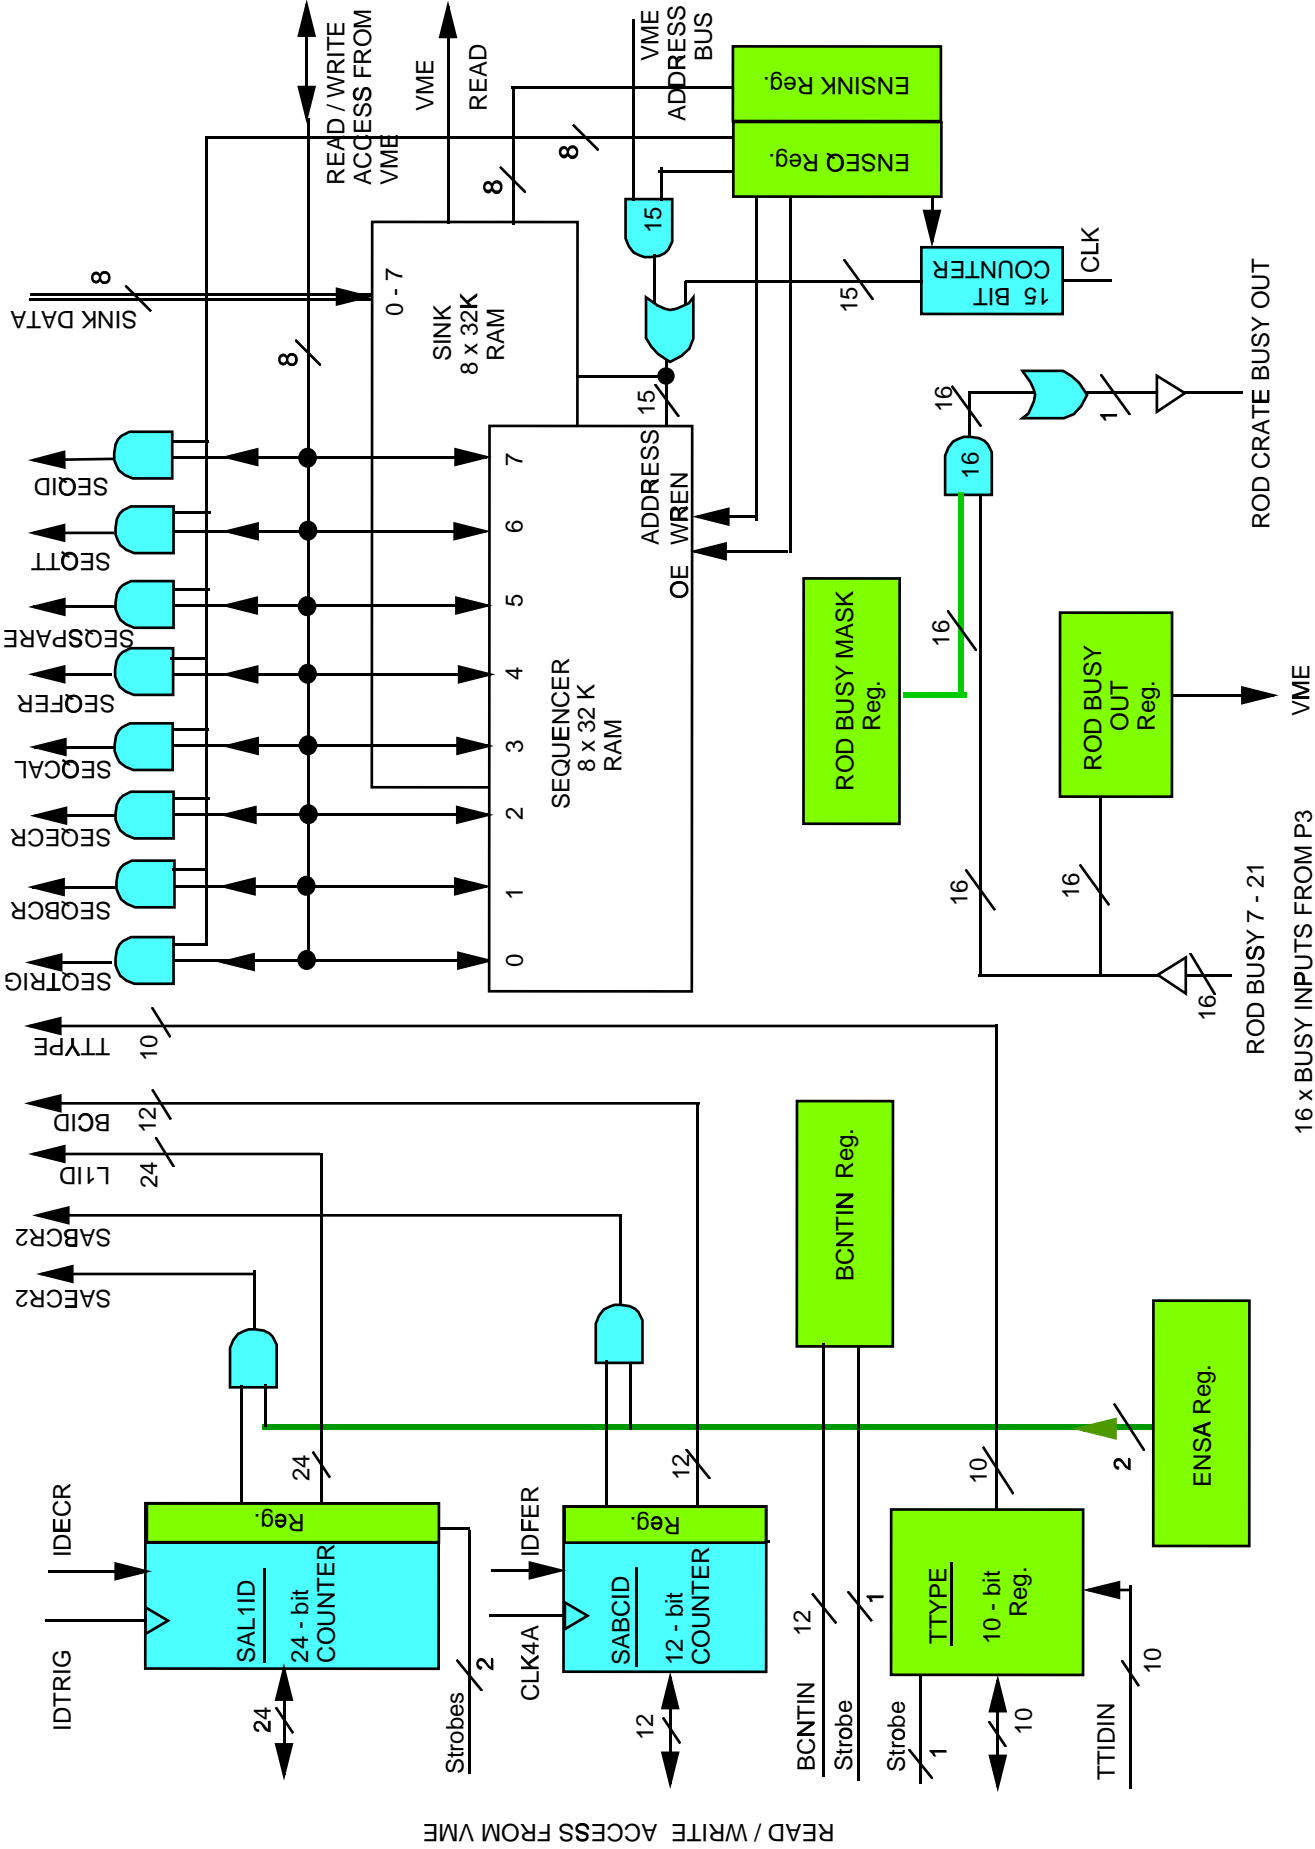 READ / WRITE
ACCESS FROM
VME
VME
READ
VME
ADDRESS
BUS
ENSINK Reg.
ENSEQ Reg.
8
8
SINK DATA
8
8
0 - 7
SINK
8 x 32K
RAM
15
15
15
15 BIT
COUNTER
CLK
SEQID
SEQTT
SEQSPARE
SEQFER
SEQCAL
SEQECR
SEQBCR
SEQTRIG
7
6
5
4
3
2
1
0
SEQUENCER
8 x 32 K
RAM
ADDRESS
WREN
OE
ROD BUSY MASK
Reg.
16
16
16
1
ROD CRATE BUSY OUT
ROD BUSY
OUT
Reg.
VME
16
16
16
ROD BUSY 7 - 21
16 x BUSY INPUTS FROM P3
TTYPE
10
BCID
12
L1ID
24
SABCR2
SAECR2
BCNTIN Reg.
ENSA Reg.
2
IDECR
IDTRIG
Reg.
SAL1ID
24 - bit
COUNTER
24
24
Strobes
2
IDFER
CLK4A
Reg.
SABCID
12 - bit
COUNTER
12
12
BCNTIN
12
Strobe
1
Strobe
1
TTYPE
10 - bit
Reg.
10
10
TTIDIN
10
READ / WRITE ACCESS FROM VME